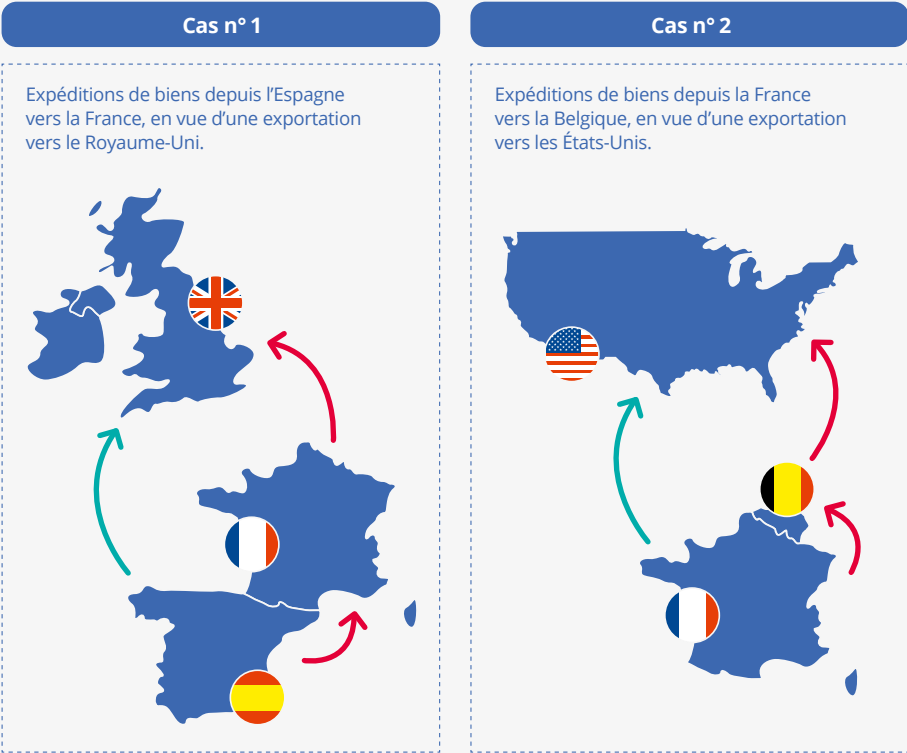 Cas n° 1
Expéditions de biens depuis l'Espagne
vers la France, en vue d'une exportation
vers le Royaume-Uni.
Cas n° 2
Expéditions de biens depuis la France
vers la Belgique, en vue d'une exportation
vers les États-Unis.